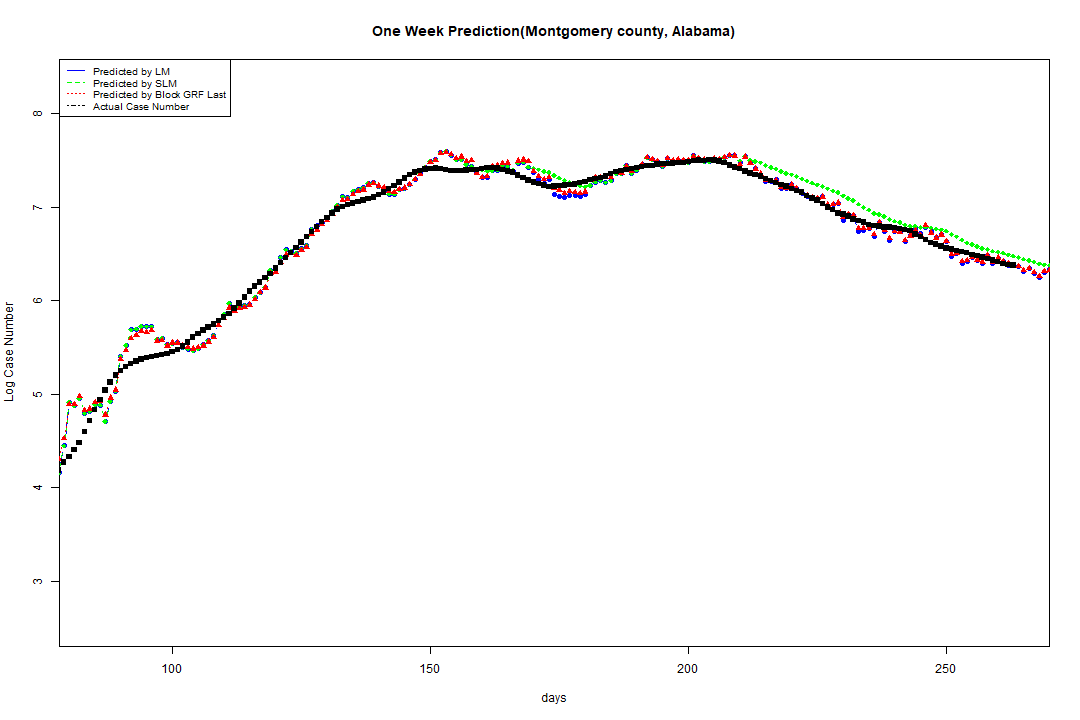 One Week Prediction(Montgomery county, Alabama)
Predicted by LM
Predicted by SLM
Predicted by Block GRF Last
Actual Case Number
8
7
6
5
4
3
Log Case Number
100 150 200 250
days